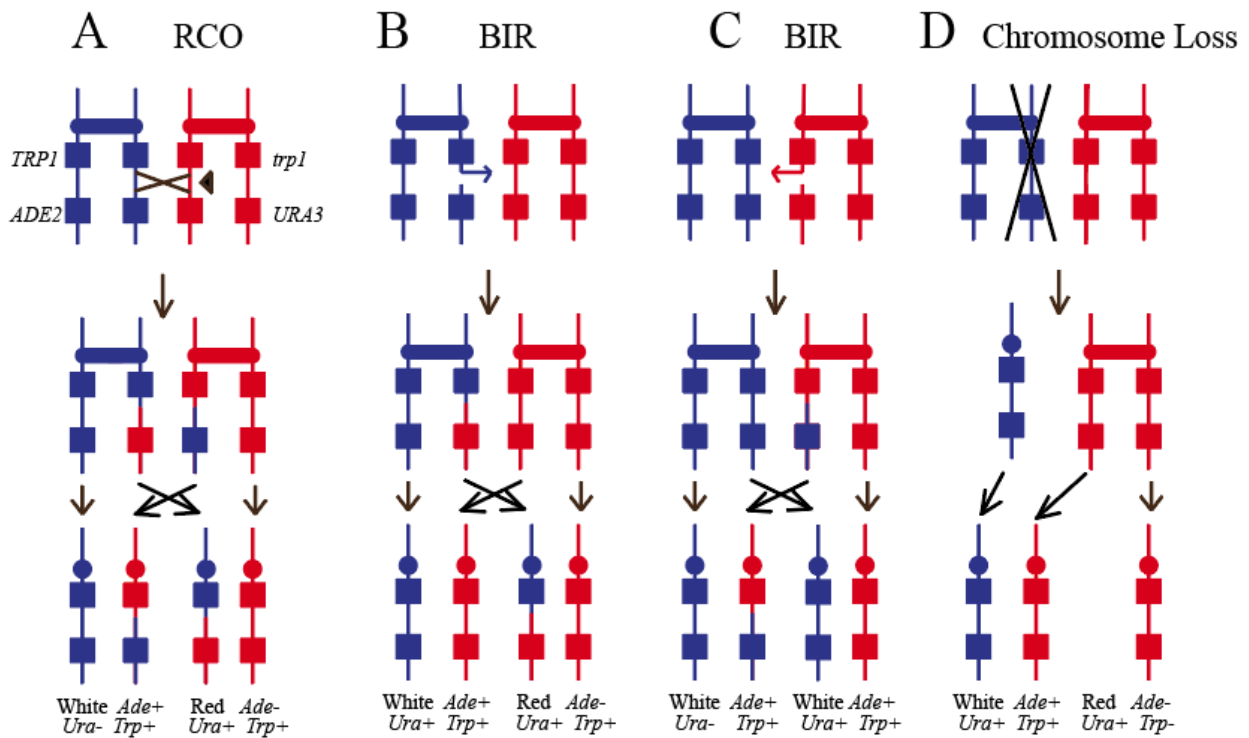 A RCO
B BIR
C BIR
D Chromosome Loss
TRP1
trp1
ADE2
URA3
White Ade+ Red Ade-
Ura- Trp+ Ura+ Trp+
White Ade+ Red Ade-
Ura+ Trp+ Ura+ Trp+
White Ade+ White Ade+
Ura- Trp+ Ura+ Trp+
White Ade+ Red Ade-
Ura+ Trp+ Ura+ Trp-